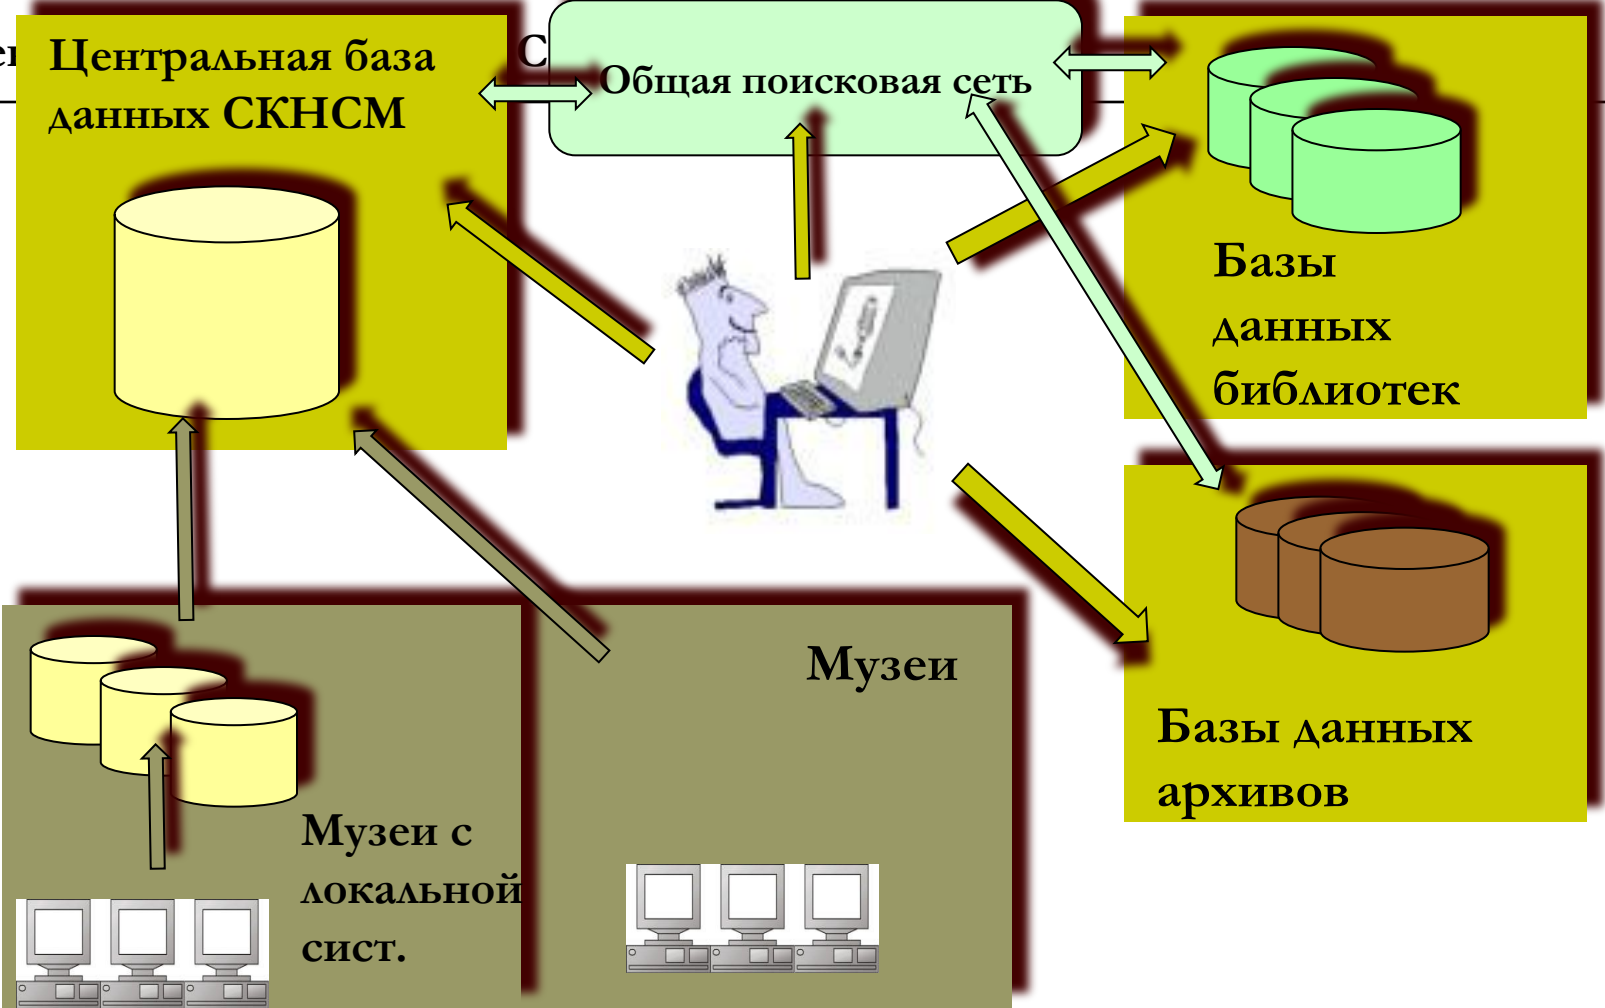 Центральная база
данных СКНСМ
Общая поисковая сеть
Базы
данных
библиотек
Музеи
Базы данных
архивов
Музеи с
локальной
сист.